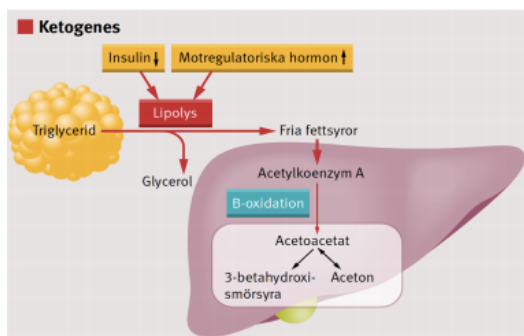 Ketogenes
Insulin ↓
Motregulatoriska hormon ↑
Lipolys
Triglycerid
Fria fettsyror
Glycerol
Acetylkoenzym A
B-oxidation
Acetoacetat
3-betahydroxi-
smörsyra
Aceton